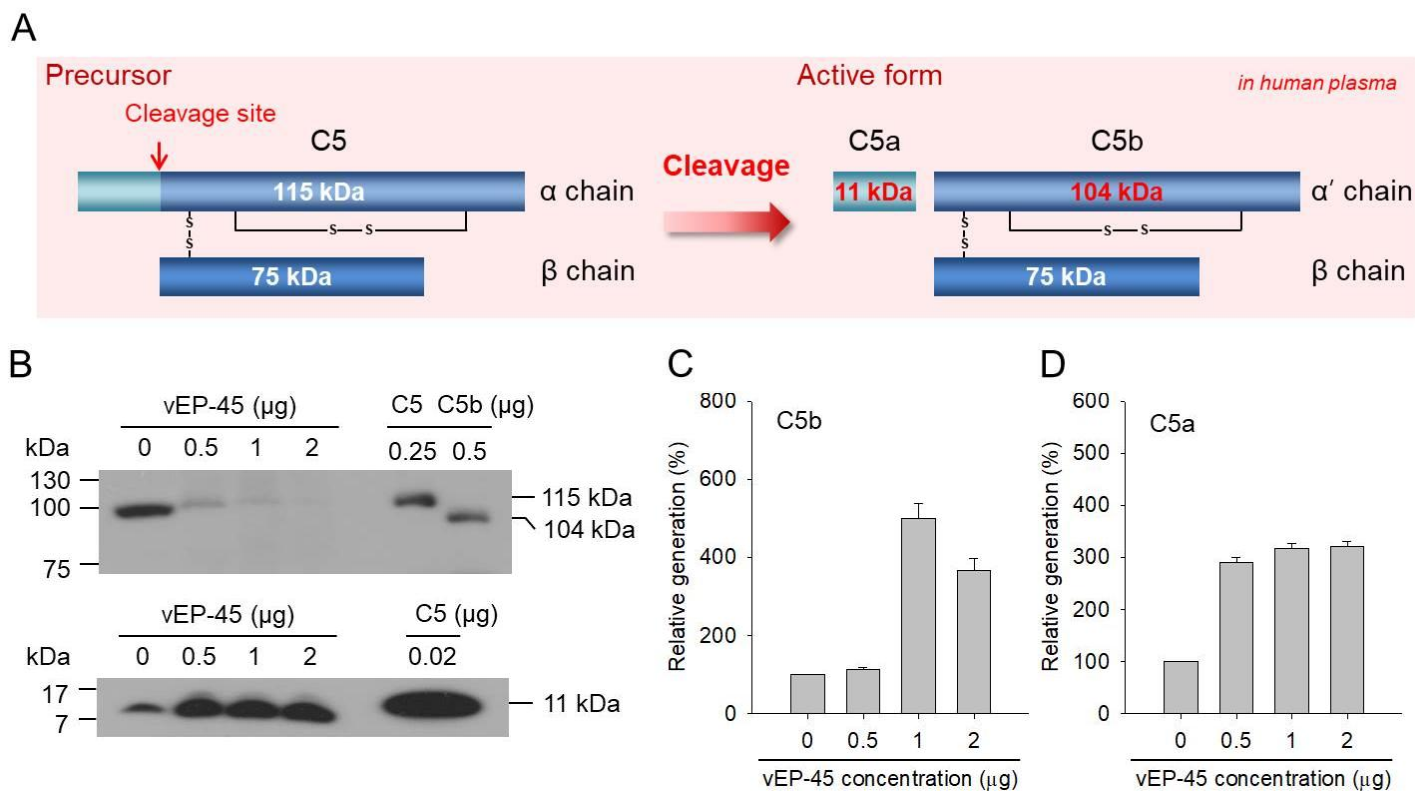 A
Precursor
Active form
in human plasma
Cleavage site
C5
C5a
C5b
115 kDa
α chain
Cleavage
11 kDa
104 kDa
α′ chain
S
S
S S
S
S
S S
75 kDa
β chain
75 kDa
β chain
B
vEP-45 (µg)
C5 C5b (µg)
kDa
0 0.5 1 2
0.25 0.5
130
100
75
115 kDa
104 kDa
vEP-45 (µg)
C5 (µg)
kDa
0 0.5 1 2
0.02
17
7
11 kDa
C
C5b
Relative generation (%)
800
600
400
200
0
0 0.5 1 2
vEP-45 concentration (µg)
D
C5a
Relative generation (%)
600
500
400
300
200
100
0
0 0.5 1 2
vEP-45 concentration (µg)